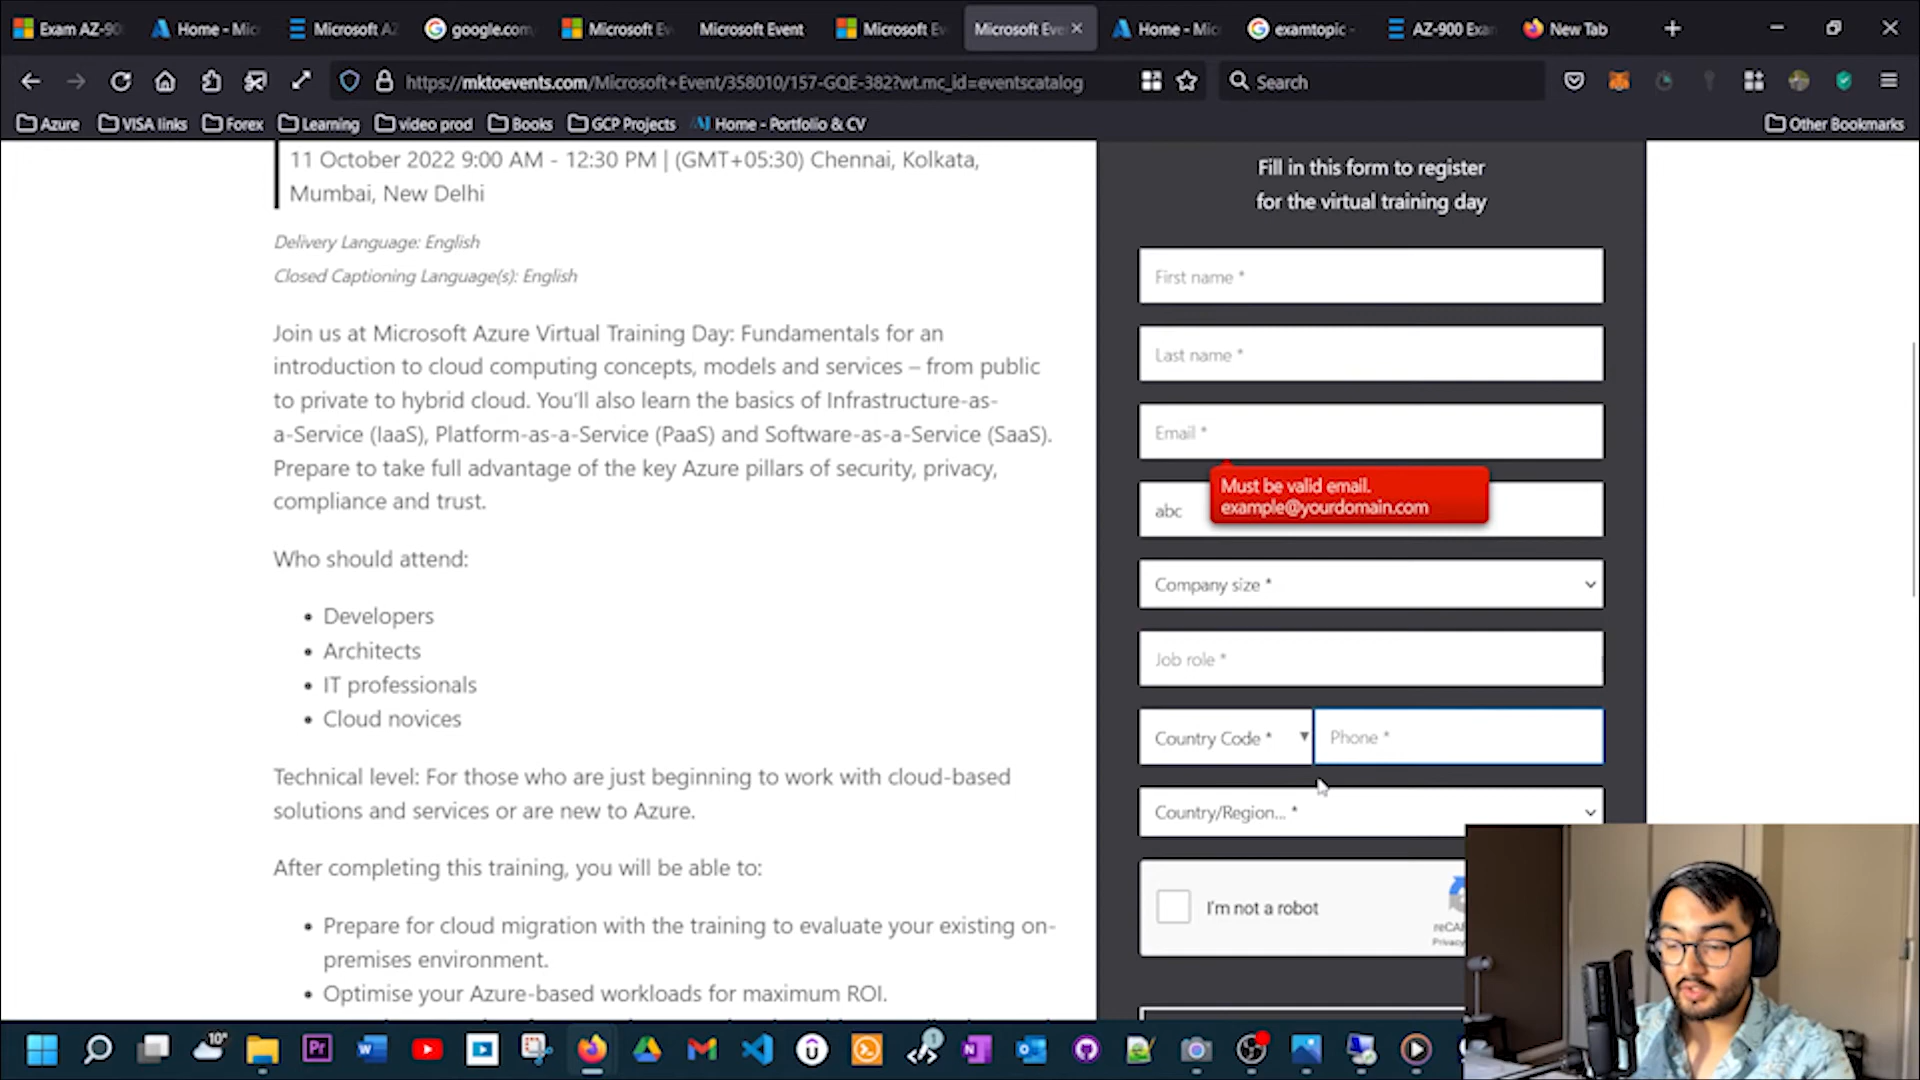 Exam AZ-90
Home - Mic
Microsoft AZ
google.com
Microsoft Ev
Microsoft Event
Microsoft Ev
Microsoft Eve
Home - Mic
examtopic -
AZ-900 Exam
New Tab
https://mktoevents.com/Microsoft+Event/358010/157-GQE-382?wt.mc_id=eventscatalog
Search
Azure
VISA links
Forex
Learning
video prod
Books
GCP Projects
Home - Portfolio & CV
Other Bookmarks
11 October 2022 9:00 AM - 12:30 PM | (GMT+05:30) Chennai, Kolkata,
Mumbai, New Delhi
Delivery Language: English
Closed Captioning Language(s): English
Join us at Microsoft Azure Virtual Training Day: Fundamentals for an
introduction to cloud computing concepts, models and services – from public
to private to hybrid cloud. You'll also learn the basics of Infrastructure-as-
a-Service (IaaS), Platform-as-a-Service (PaaS) and Software-as-a-Service (SaaS).
Prepare to take full advantage of the key Azure pillars of security, privacy,
compliance and trust.
Who should attend:
• Developers
• Architects
• IT professionals
• Cloud novices
Technical level: For those who are just beginning to work with cloud-based
solutions and services or are new to Azure.
After completing this training, you will be able to:
• Prepare for cloud migration with the training to evaluate your existing on-
premises environment.
• Optimise your Azure-based workloads for maximum ROI.
Fill in this form to register
for the virtual training day
First name *
Last name *
Email *
Must be valid email.
example@yourdomain.com
abc
Company size *
Job role *
Country Code *
Phone *
Country/Region... *
I'm not a robot
reCA
Privacy
10°
Pr
1